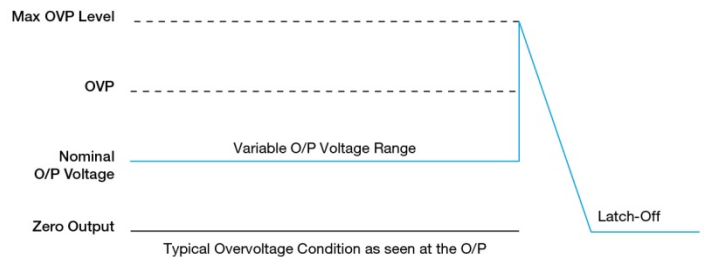 Max OVP Level
OVP
Variable O/P Voltage Range
Nominal
O/P Voltage
Latch-Off
Zero Output
Typical Overvoltage Condition as seen at the O/P